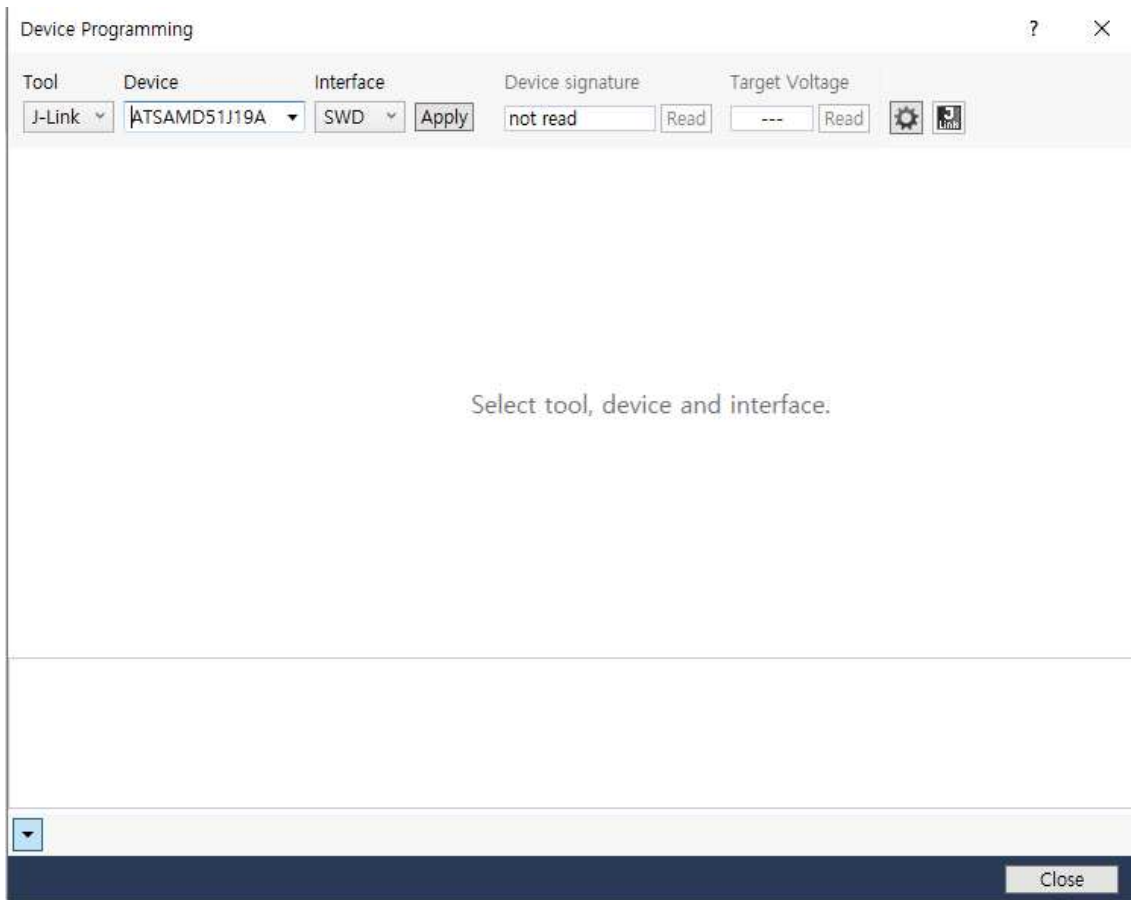 Device Programming ?
Tool Device Interface Device signature Target Voltage
J-Link ATSAMD51J19A SWD Apply not read Read --- Read J Link
Select tool, device and interface.
Close